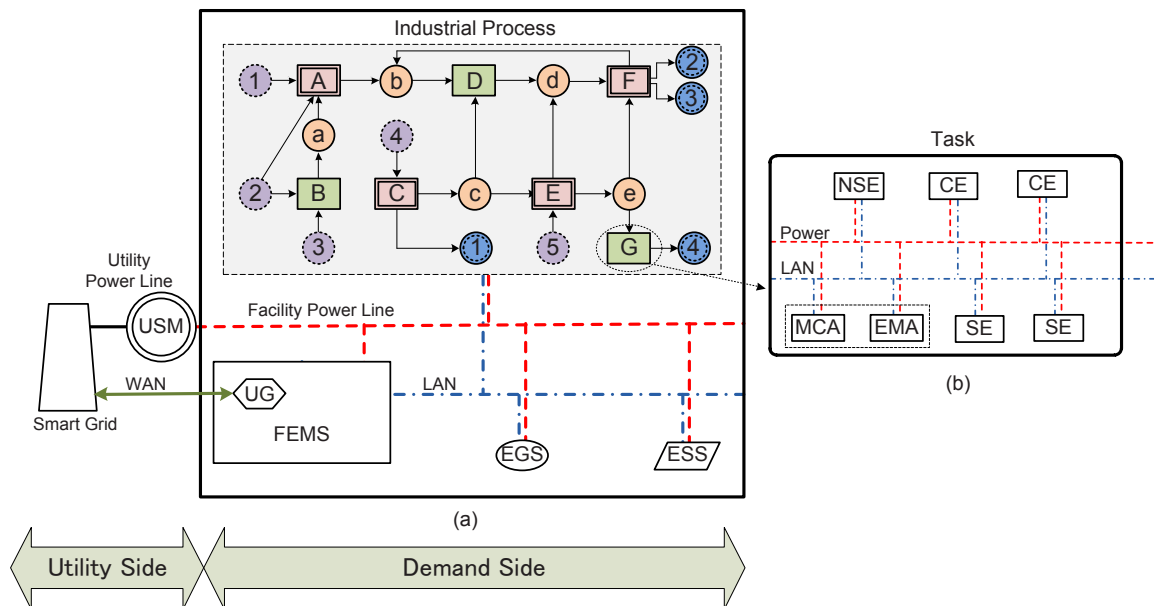 Industrial Process
1
A
b
D
d
F
2
3
a
4
2
B
C
c
E
e
3
1
5
G
4
Task
NSE
CE
CE
Power
LAN
MCA
EMA
SE
SE
(b)
Utility
Power Line
USM
Facility Power Line
WAN
UG
LAN
FEMS
Smart Grid
EGS
ESS
(a)
Utility Side
Demand Side